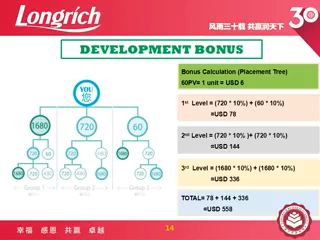 Longrich
风雨三十载 共赢润天下
30
DEVELOPMENT BONUS
YOU
您
1680
720
60
720
60
Group 1
Group 2
Bonus Calculation (Placement Tree)
60PV= 1 unit = USD 6
1st Level = (720 * 10%) + (60 * 10%)
=USD 78
2nd Level = (720 * 10% )+ (720 * 10%)
=USD 144
3rd Level = (1680 * 10%) + (1680 * 10%)
=USD 336
TOTAL= 78 + 144 + 336
=USD 558
幸福 感恩 共赢 卓越
14